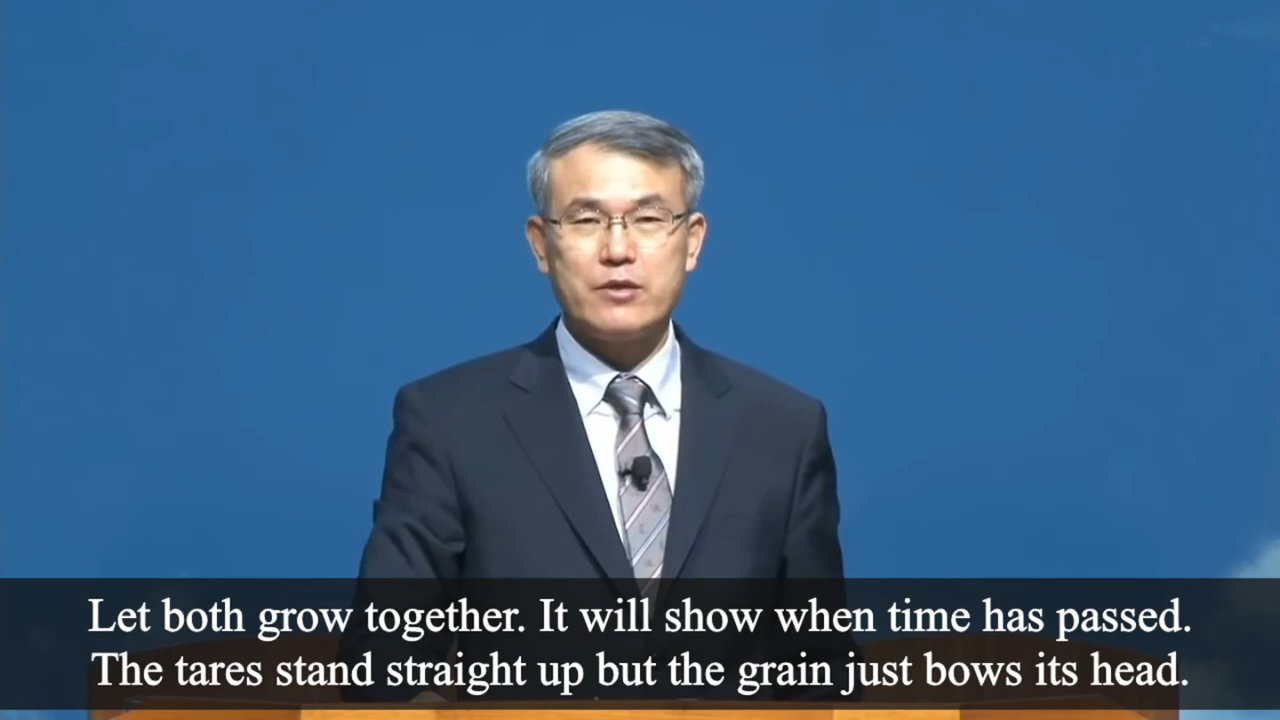 Let both grow together. It will show when time has passed.
The tares stand straight up but the grain just bows its head.